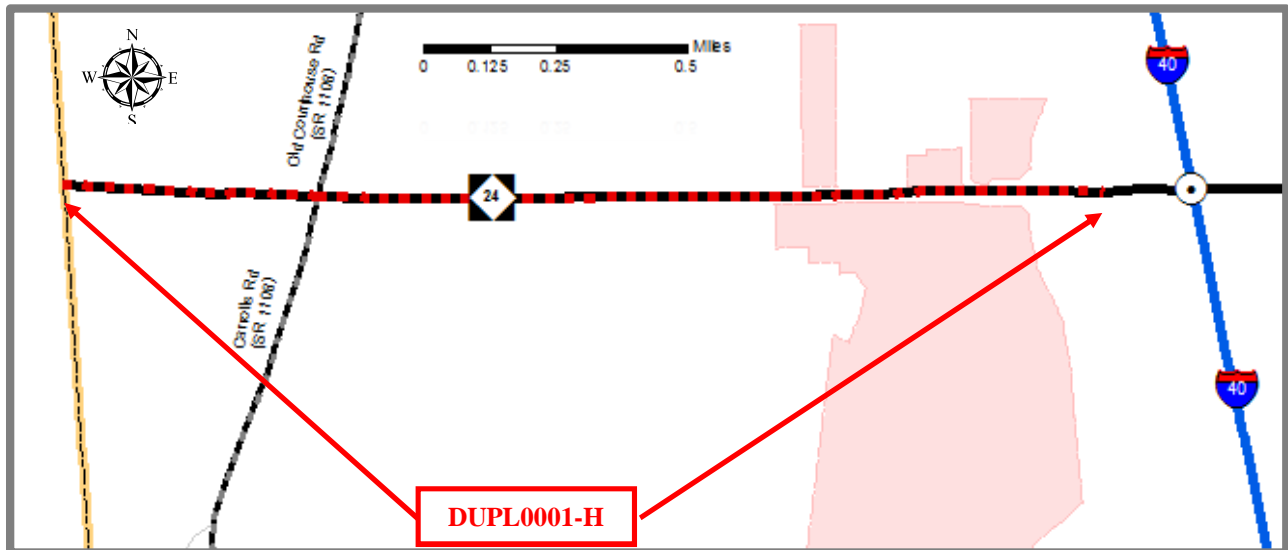 N
W E
S
Miles
0 0.125 0.25 0.5
40
Old Courthouse Rd
(SR 1108)
24
Carrolls Rd
(SR 1108)
40
DUPL0001-H